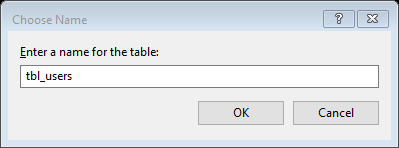 Choose Name
?
Enter a name for the table:
tbl_users
OK
Cancel